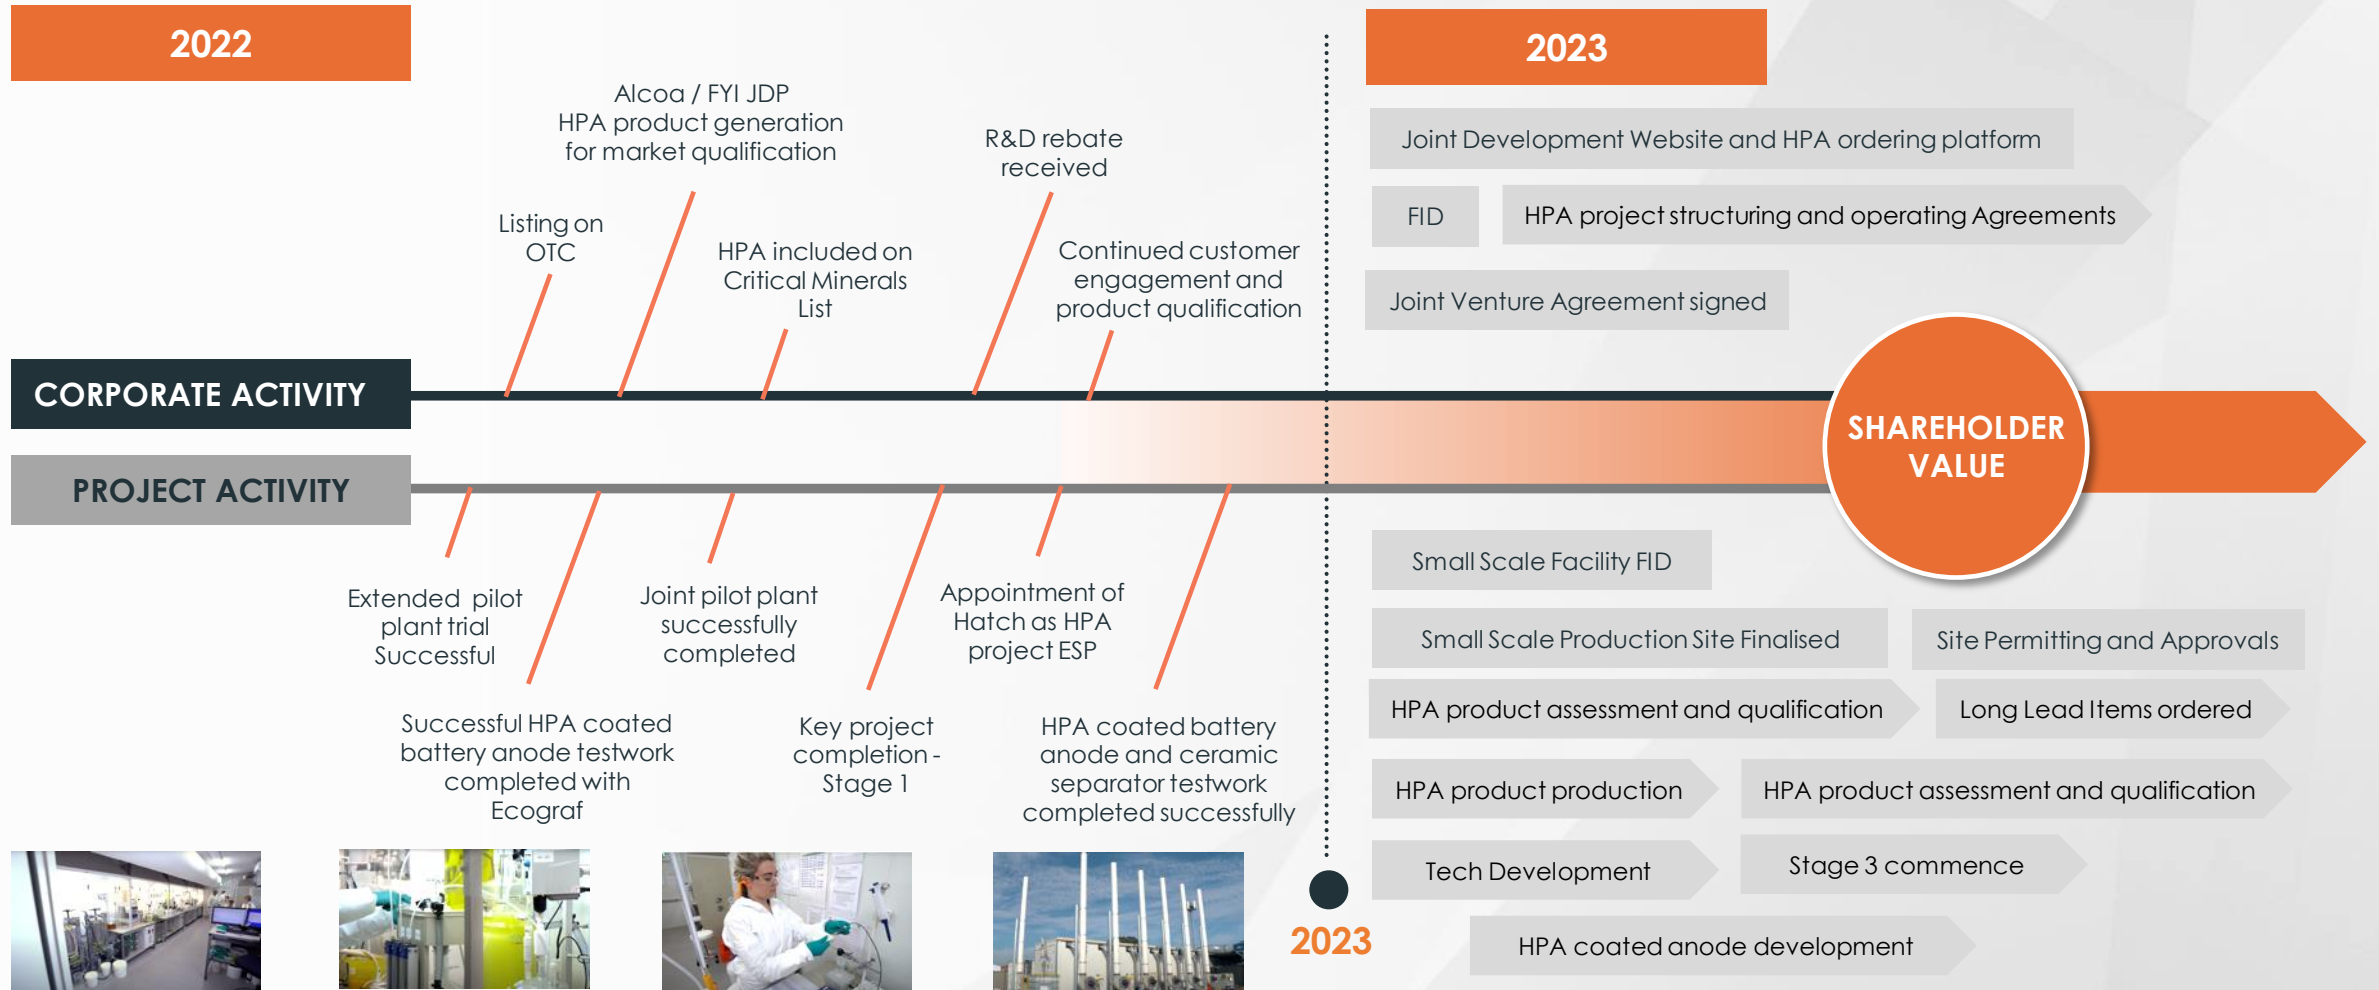 2022
2023
Alcoa / FYI JDP
HPA product generation
for market qualification
Listing on
OTC
HPA included on
Critical Minerals
List
R&D rebate
received
Continued customer
engagement and
product qualification
Joint Development Website and HPA ordering platform
FID
HPA project structuring and operating Agreements
Joint Venture Agreement signed
CORPORATE ACTIVITY
PROJECT ACTIVITY
SHAREHOLDER
VALUE
Extended pilot
plant trial
Successful
Successful HPA coated
battery anode testwork
completed with
Ecograf
Joint pilot plant
successfully
completed
Key project
completion -
Stage 1
Appointment of
Hatch as HPA
project ESP
HPA coated battery
anode and ceramic
separator testwork
completed successfully
Small Scale Facility FID
Small Scale Production Site Finalised
Site Permitting and Approvals
HPA product assessment and qualification
Long Lead Items ordered
HPA product production
HPA product assessment and qualification
Tech Development
Stage 3 commence
HPA coated anode development
2023